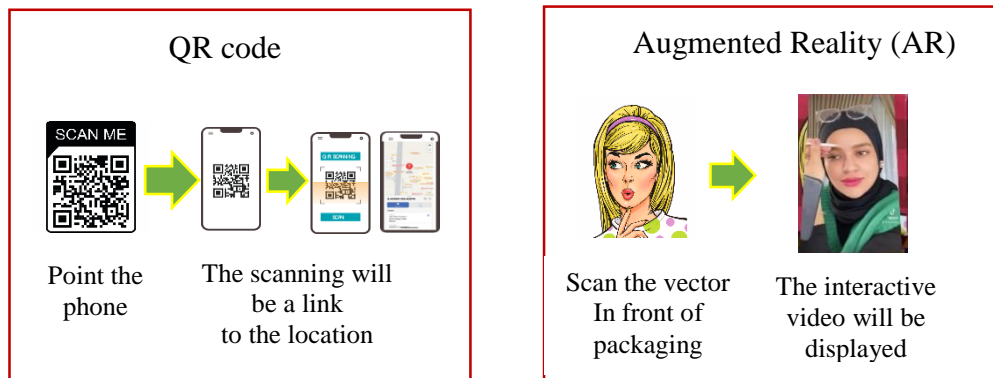 QR code
SCAN ME
QR SCANNING
SCAN
Point the
phone
The scanning will
be a link
to the location
Augmented Reality (AR)
Scan the vector
In front of
packaging
The interactive
video will be
displayed